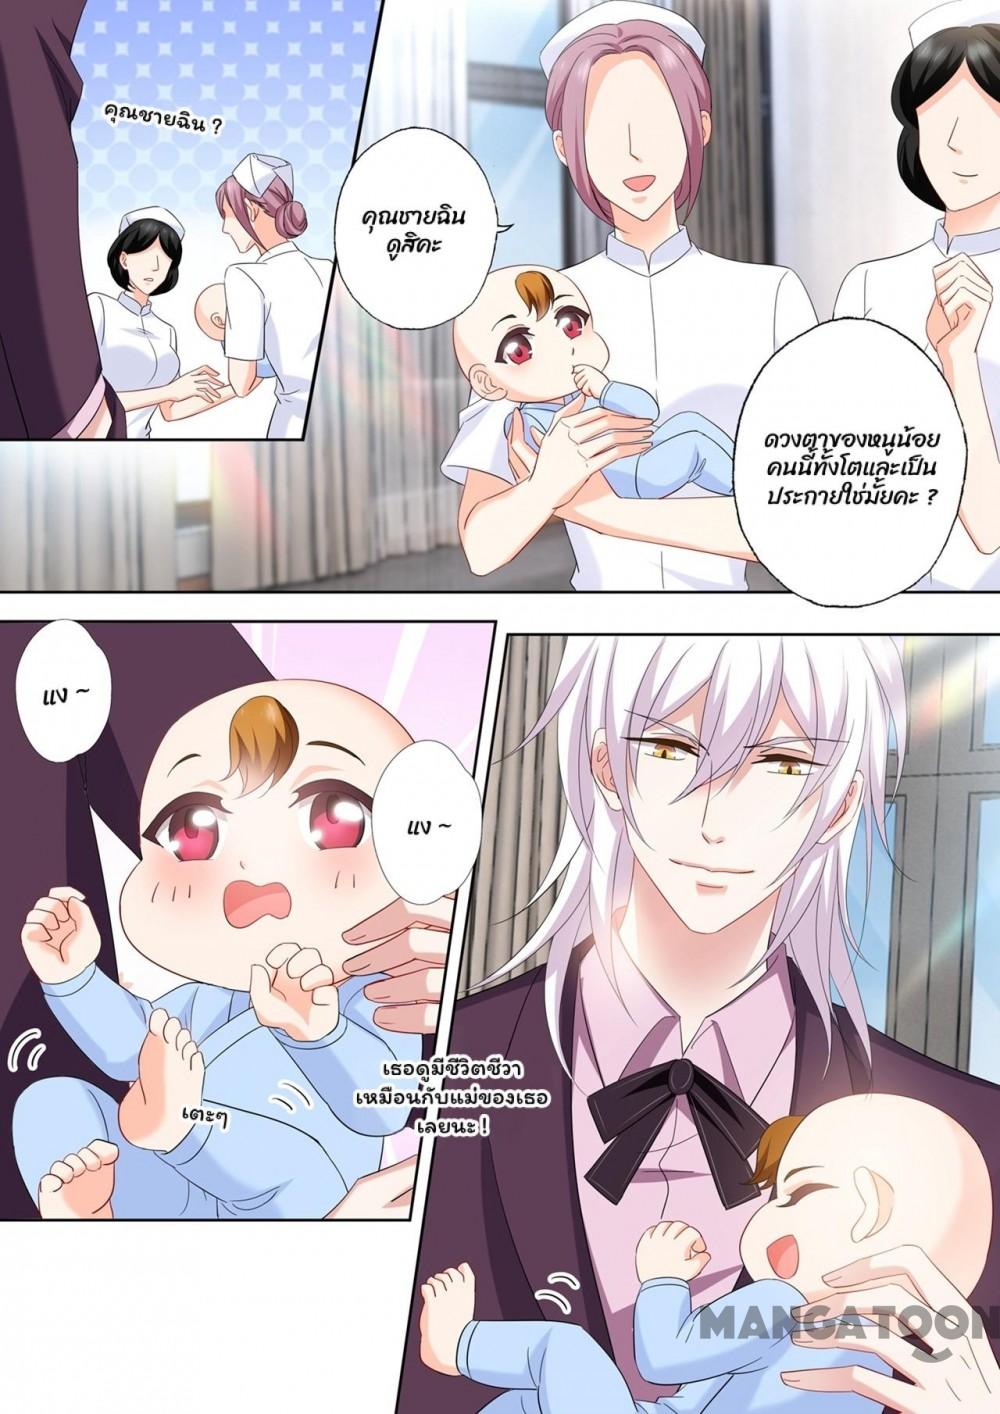 คุณชายฉิน ?
คุณชายฉิน
ดูสิคะ
ดวงตาของหนูน้อย
คนนี้ทั้งโตและเป็น
ประกายใช่มั้ยคะ ?
แง ~
แง ~
เตะๆ
เธอดูมีชีวิตชีวา
เหมือนกับแม่ของเธอ
เลยนะ !
MANGATOON